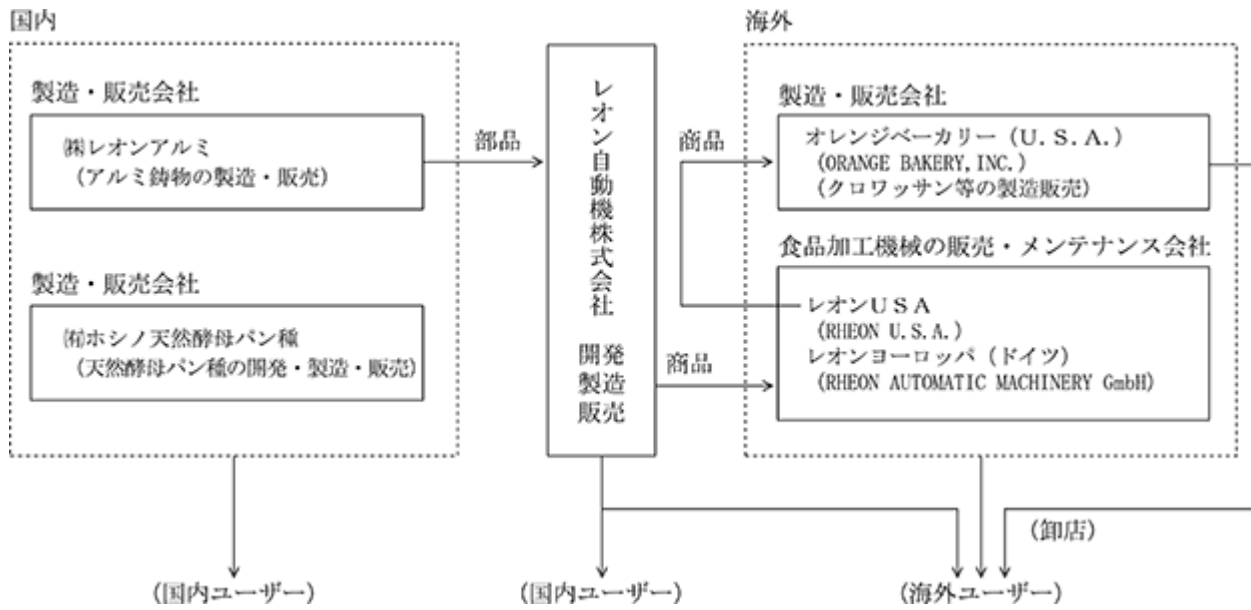 国内
製造・販売会社
㈱レオンアルミ
(アルミ鋳物の製造・販売)
製造・販売会社
㈲ホシノ天然酵母パン種
(天然酵母パン種の開発・製造・販売)
部品
レオン自動機株式会社
開発
製造
販売
商品
商品
海外
製造・販売会社
オレンジベーカリー(U.S.A.)
(ORANGE BAKERY,INC.)
(クロワッサン等の製造販売)
食品加工機械の販売・メンテナンス会社
レオンUSA
(RHEON U.S.A.)
レオンヨーロッパ(ドイツ)
(RHEON AUTOMATIC MACHINERY GmbH)
(卸店)
(国内ユーザー)
(国内ユーザー)
(海外ユーザー)